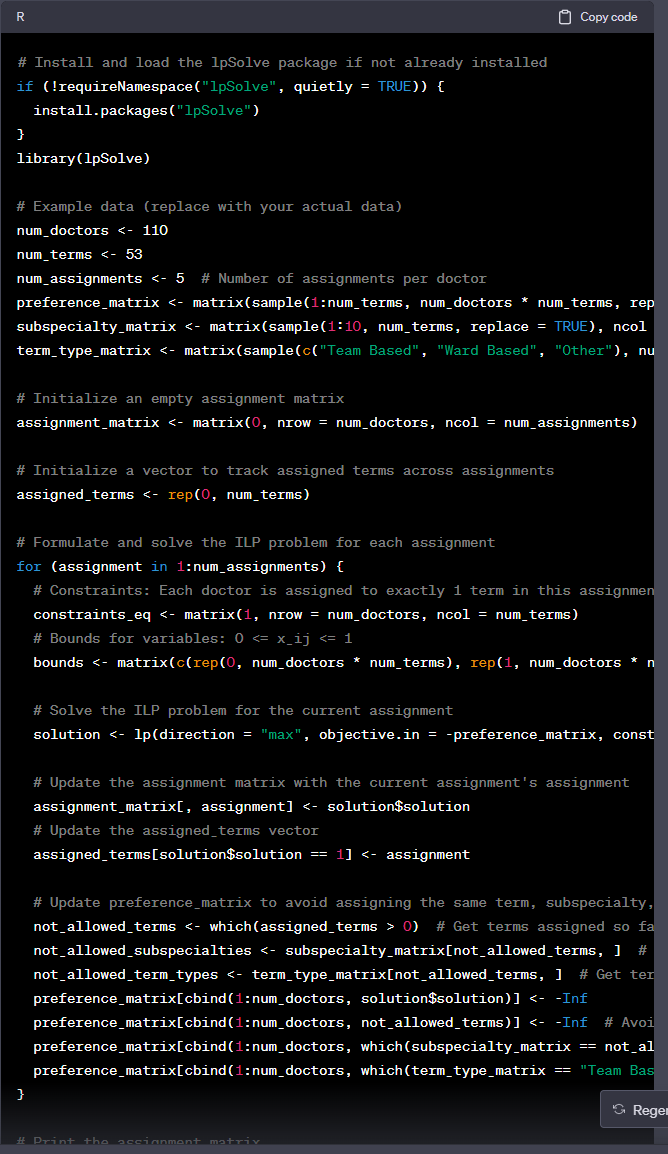 R
Copy code
# Install and load the lpSolve package if not already installed
if (!requireNamespace("lpSolve", quietly = TRUE)) {
  install.packages("lpSolve")
}
library(lpSolve)
# Example data (replace with your actual data)
num_doctors <- 110
num_terms <- 53
num_assignments <- 5  # Number of assignments per doctor
preference_matrix <- matrix(sample(1:num_terms, num_doctors * num_terms, rep
subspecialty_matrix <- matrix(sample(1:10, num_terms, replace = TRUE), ncol
term_type_matrix <- matrix(sample(c("Team Based", "Ward Based", "Other"), nu
# Initialize an empty assignment matrix
assignment_matrix <- matrix(0, nrow = num_doctors, ncol = num_assignments)
# Initialize a vector to track assigned terms across assignments
assigned_terms <- rep(0, num_terms)
# Formulate and solve the ILP problem for each assignment
for (assignment in 1:num_assignments) {
  # Constraints: Each doctor is assigned to exactly 1 term in this assignmen
  constraints_eq <- matrix(1, nrow = num_doctors, ncol = num_terms)
  # Bounds for variables: 0 <= x_ij <= 1
  bounds <- matrix(c(rep(0, num_doctors * num_terms), rep(1, num_doctors * n
  # Solve the ILP problem for the current assignment
  solution <- lp(direction = "max", objective.in = -preference_matrix, const
  # Update the assignment matrix with the current assignment's assignment
  assignment_matrix[, assignment] <- solution$solution
  # Update the assigned_terms vector
  assigned_terms[solution$solution == 1] <- assignment
  # Update preference_matrix to avoid assigning the same term, subspecialty,
  not_allowed_terms <- which(assigned_terms > 0)  # Get terms assigned so fa
  not_allowed_subspecialties <- subspecialty_matrix[not_allowed_terms, ]  #
  not_allowed_term_types <- term_type_matrix[not_allowed_terms, ]  # Get ter
  preference_matrix[cbind(1:num_doctors, solution$solution)] <- -Inf
  preference_matrix[cbind(1:num_doctors, not_allowed_terms)] <- -Inf  # Avoi
  preference_matrix[cbind(1:num_doctors, which(subspecialty_matrix == not_al
  preference_matrix[cbind(1:num_doctors, which(term_type_matrix == "Team Bas
}
Regen
# Print the assignment matrix